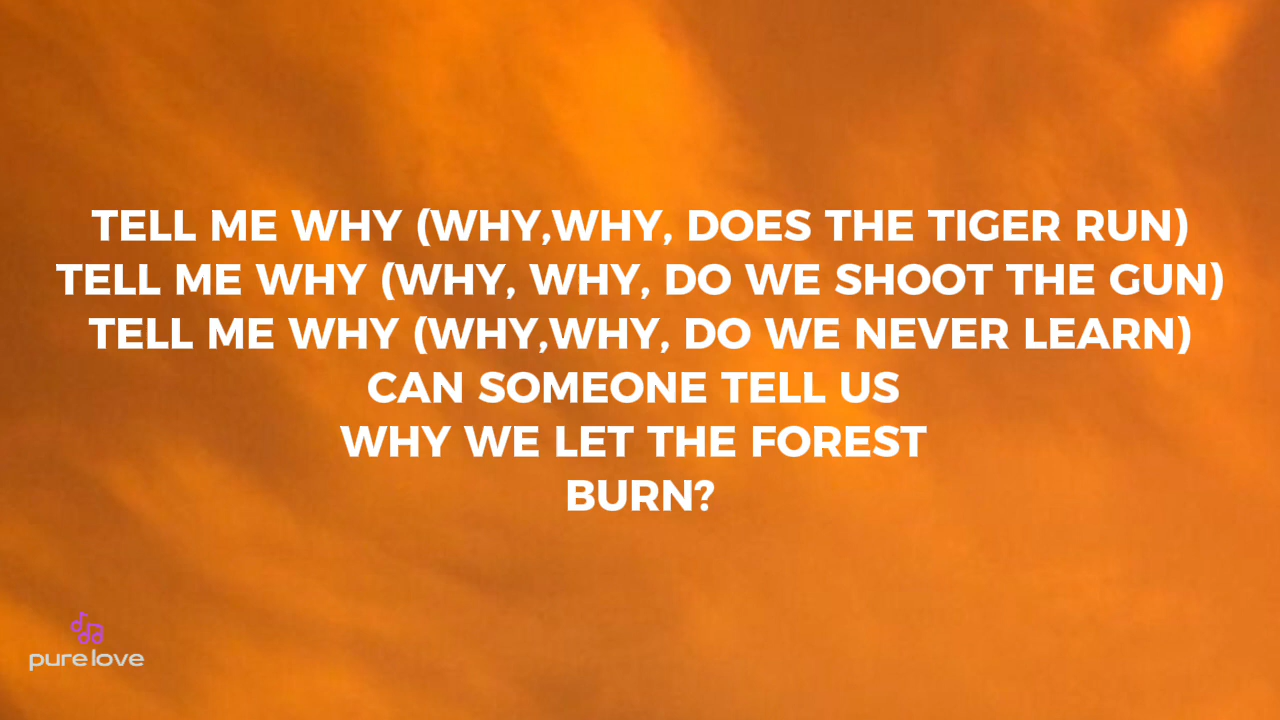 TELL ME WHY (WHY,WHY, DOES THE TIGER RUN)
TELL ME WHY (WHY, WHY, DO WE SHOOT THE GUN)
TELL ME WHY (WHY,WHY, DO WE NEVER LEARN)
CAN SOMEONE TELL US
WHY WE LET THE FOREST
BURN?
pure love